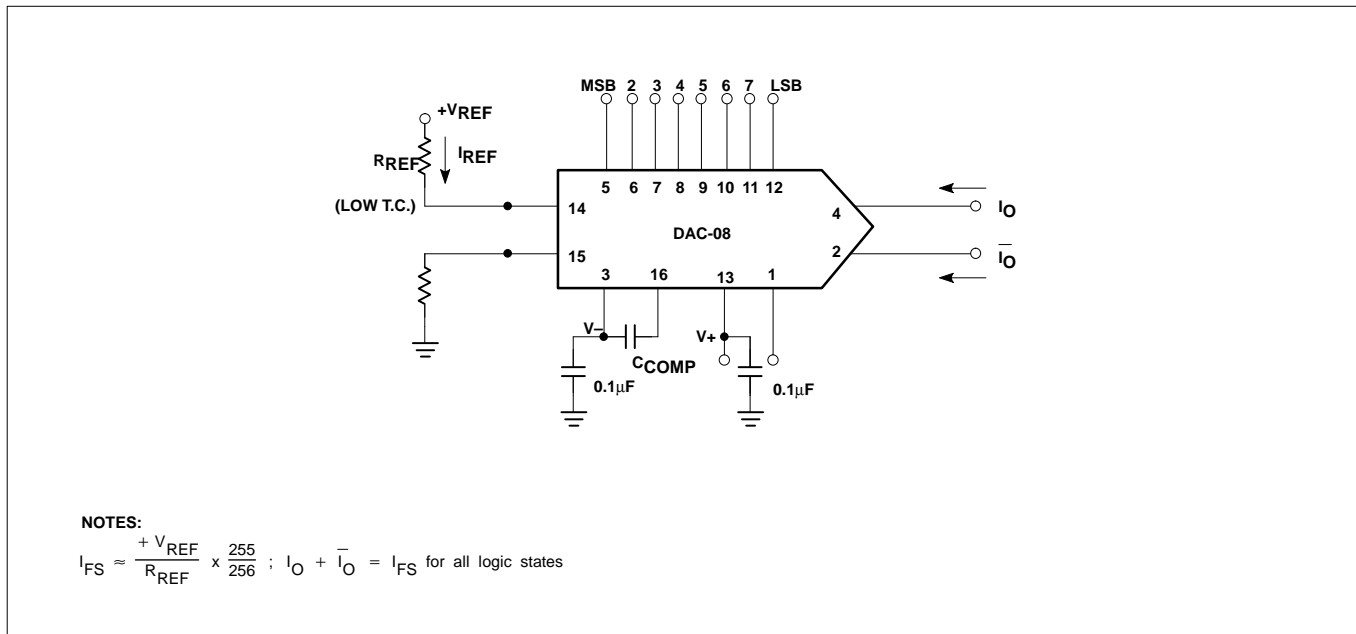 MSB 2 3 4 5 6 7 LSB
+VREF
RREF
IREF
(LOW T.C.)
5 6 7 8 9 10 11 12
14
4
IO
DAC-08
15
2
I̅O̅
3 16 13 1
V–
V+
CCOMP
0.1μF
0.1μF
NOTES:
IFS ≈ + VREF / RREF x 255 / 256 ; IO + I̅O̅ = IFS for all logic states